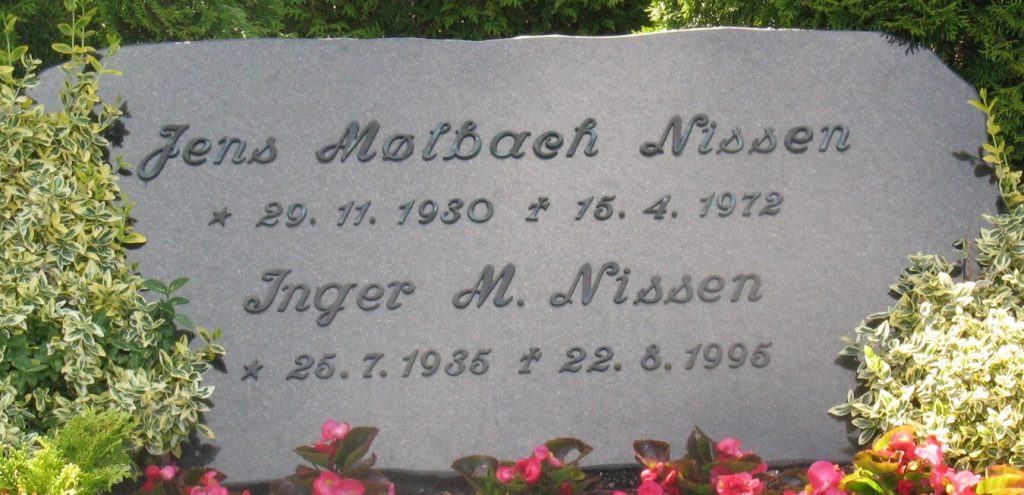 Jens Mølbach Nissen
★ 29. 11. 1930 ✝ 15. 4. 1972
Inger M. Nissen
★ 25. 7. 1935 ✝ 22. 8. 1995